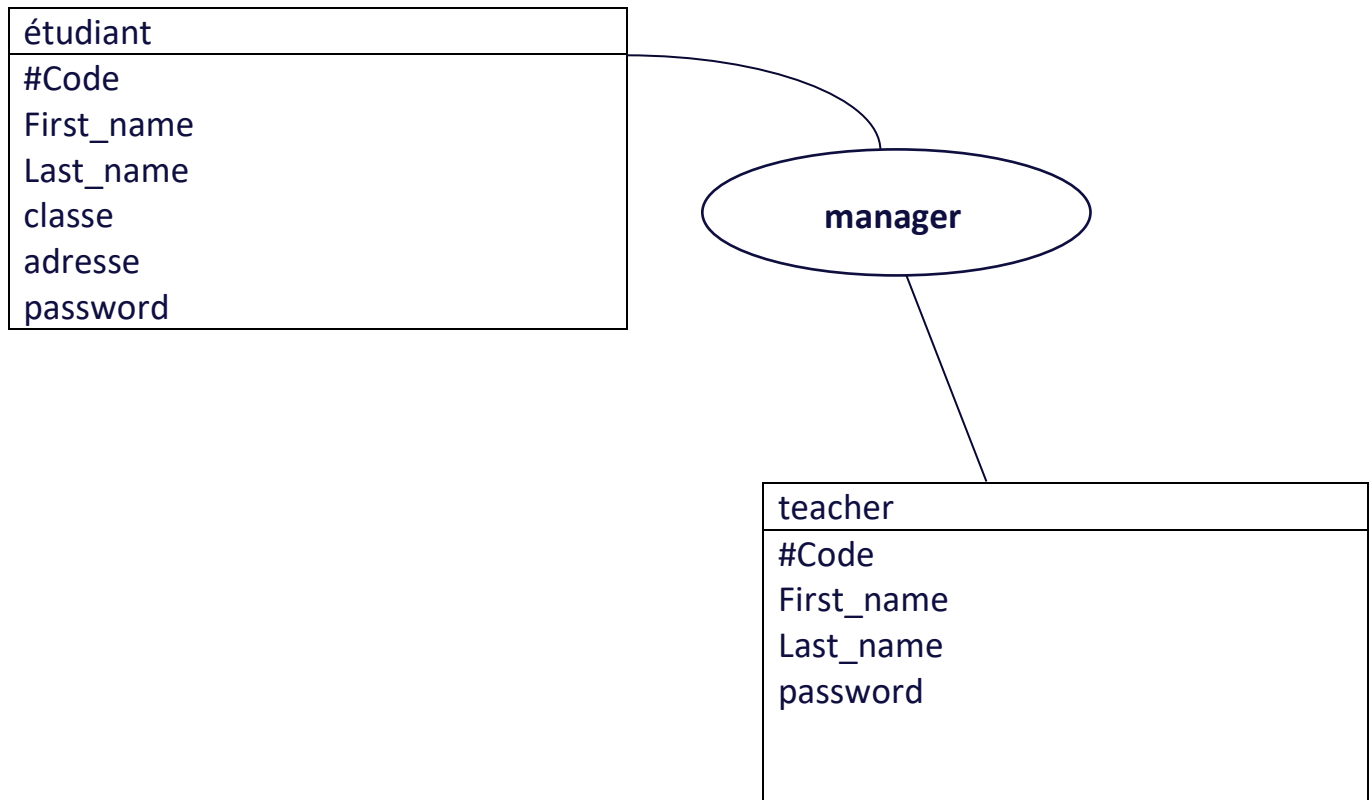 étudiant
#Code
First_name
Last_name
classe
adresse
password
manager
teacher
#Code
First_name
Last_name
password